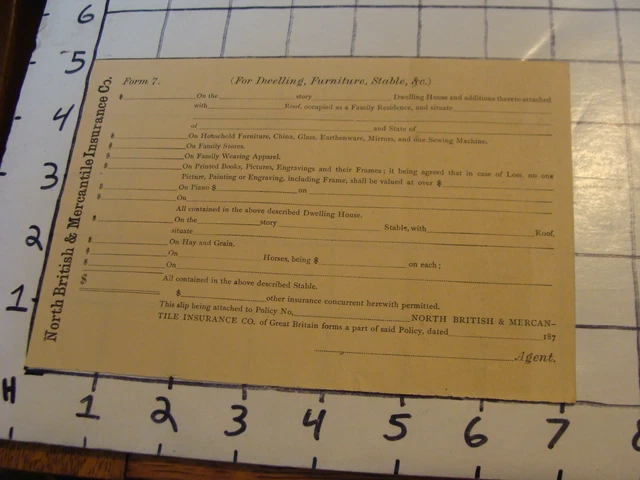 North British & Mercantile Insurance Co.
Form 7. (For Dwelling, Furniture, Stable, &c.)
$ On the story Dwelling House and additions thereto attached
with Roof, occupied as a Family Residence, and situate
of and State of
$ On Household Furniture, China, Glass, Earthenware, Mirrors, and one Sewing Machine.
$ On Family Stores.
$ On Family Wearing Apparel.
$ On Printed Books, Pictures, Engravings and their Frames; it being agreed that in case of Loss no one
Picture, Painting or Engraving, including Frame, shall be valued at over $
$ On Piano $ on
$ On
All contained in the above described Dwelling House.
$ On the story Stable, with Roof,
situate
$ On Hay and Grain.
$ On Horses, being $ on each;
$ On
All contained in the above described Stable.
$
$ other insurance concurrent herewith permitted.
This slip being attached to Policy No. NORTH BRITISH & MERCAN-
TILE INSURANCE CO. of Great Britain forms a part of said Policy, dated 187
Agent.
6
5
4
3
2
1
H
1 2 3 4 5 6 7 8